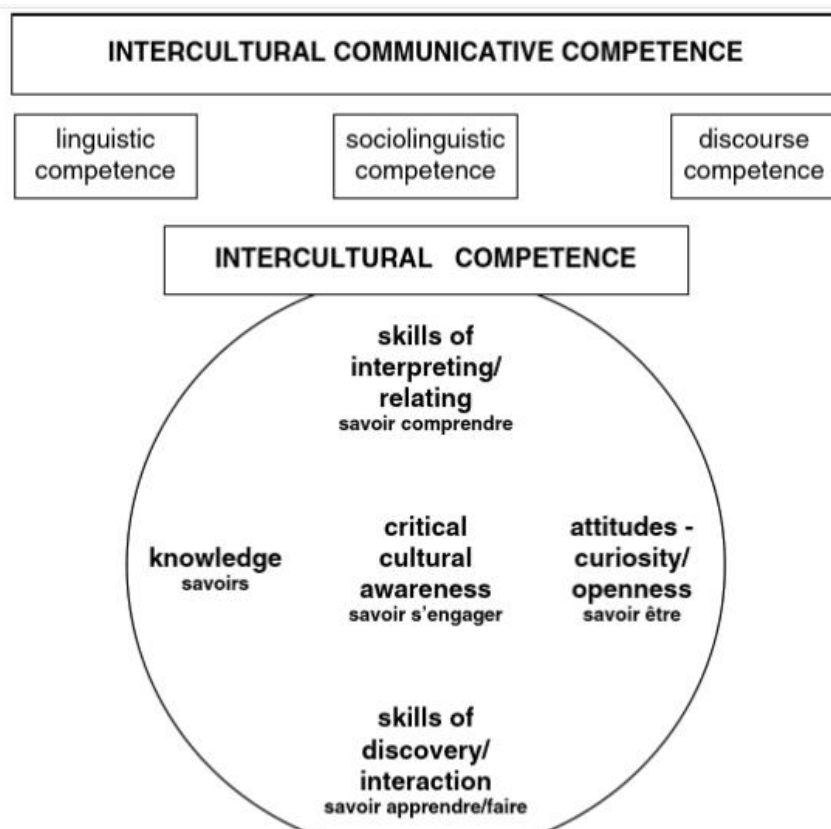 INTERCULTURAL COMMUNICATIVE COMPETENCE
linguistic
competence
sociolinguistic
competence
discourse
competence
INTERCULTURAL COMPETENCE
skills of
interpreting/
relating
savoir comprendre
knowledge
savoirs
critical
cultural
awareness
savoir s'engager
attitudes -
curiosity/
openness
savoir être
skills of
discovery/
interaction
savoir apprendre/faire